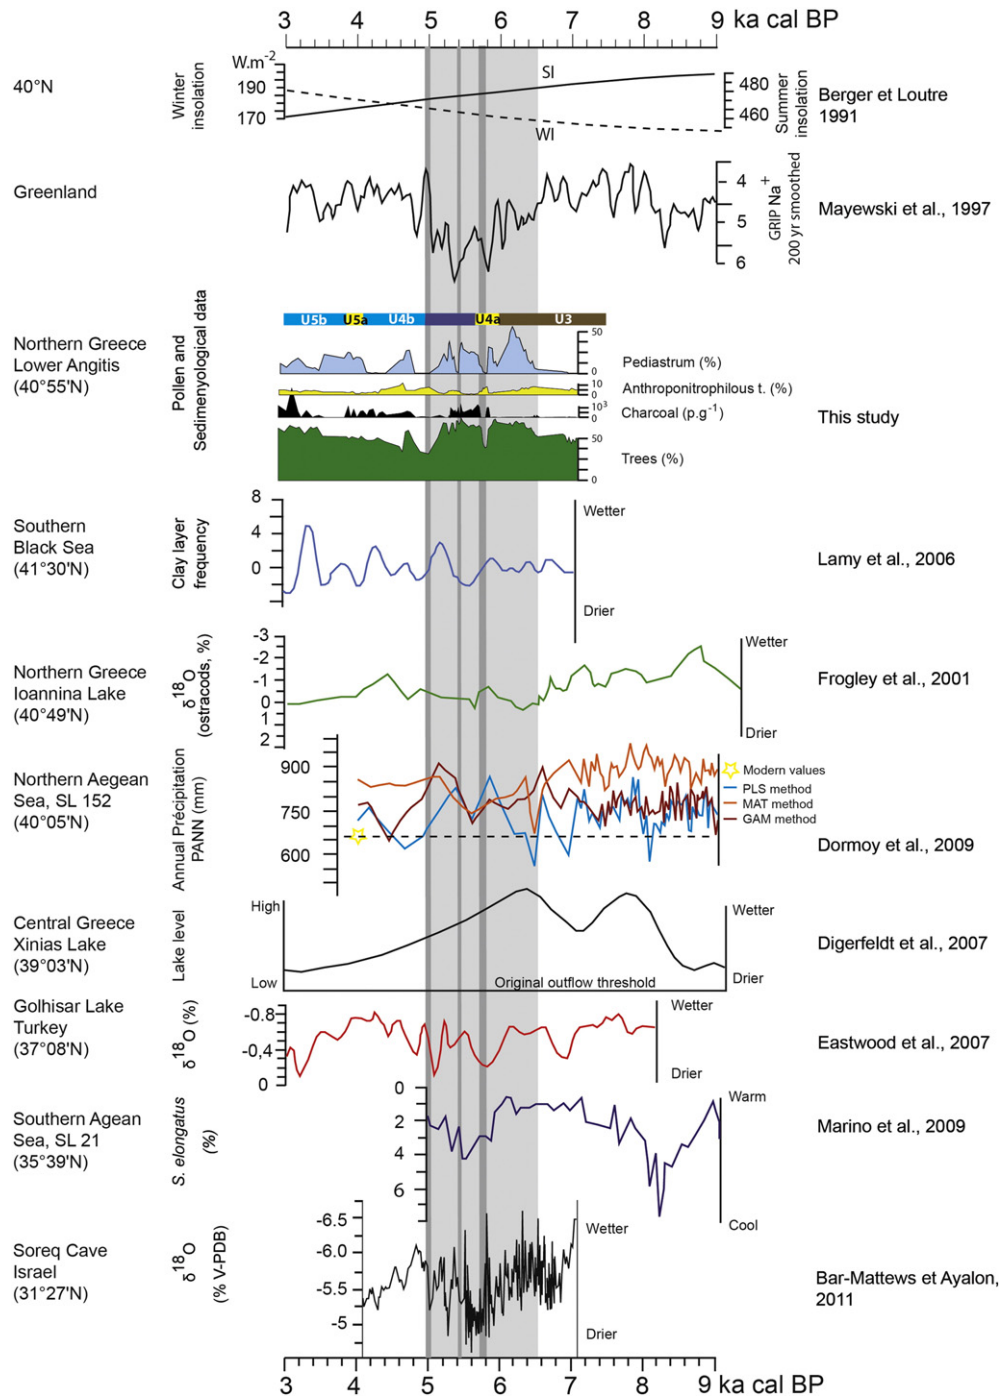 3 4 5 6 7 8 9 ka cal BP
40°N
Winter insolation
W.m-2
190
170
SI
WI
480
460
Summer insolation
Berger et Loutre 1991
Greenland
4
5
6
GRIP Na+
200 yr smoothed
Mayewski et al., 1997
Northern Greece
Lower Angitis
(40°55'N)
Pollen and
Sedimenyological data
U5b U5a U4b U4a U3
50
0
Pediastrum (%)
10
0
Anthroponitrophilous t. (%)
10³
0
Charcoal (p.g-1)
50
0
Trees (%)
This study
Southern
Black Sea
(41°30'N)
Clay layer
frequency
8
4
0
Wetter
Drier
Lamy et al., 2006
Northern Greece
Ioannina Lake
(40°49'N)
δ18O
(ostracods, %)
-3
-2
-1
0
1
2
Wetter
Drier
Frogley et al., 2001
Northern Aegean
Sea, SL 152
(40°05'N)
Annual Précipitation
PANN (mm)
900
750
600
Modern values
PLS method
MAT method
GAM method
Dormoy et al., 2009
Central Greece
Xinias Lake
(39°03'N)
Lake level
High
Low
Original outflow threshold
Wetter
Drier
Digerfeldt et al., 2007
Golhisar Lake
Turkey
(37°08'N)
δ18O (%)
-0.8
-0,4
0
Wetter
Drier
Eastwood et al., 2007
Southern Agean
Sea, SL 21
(35°39'N)
S. elongatus
(%)
0
2
4
6
Warm
Cool
Marino et al., 2009
Soreq Cave
Israel
(31°27'N)
δ18O
(% V-PDB)
-6.5
-6.0
-5.5
-5
Wetter
Drier
Bar-Mattews et Ayalon,
2011
3 4 5 6 7 8 9 ka cal BP